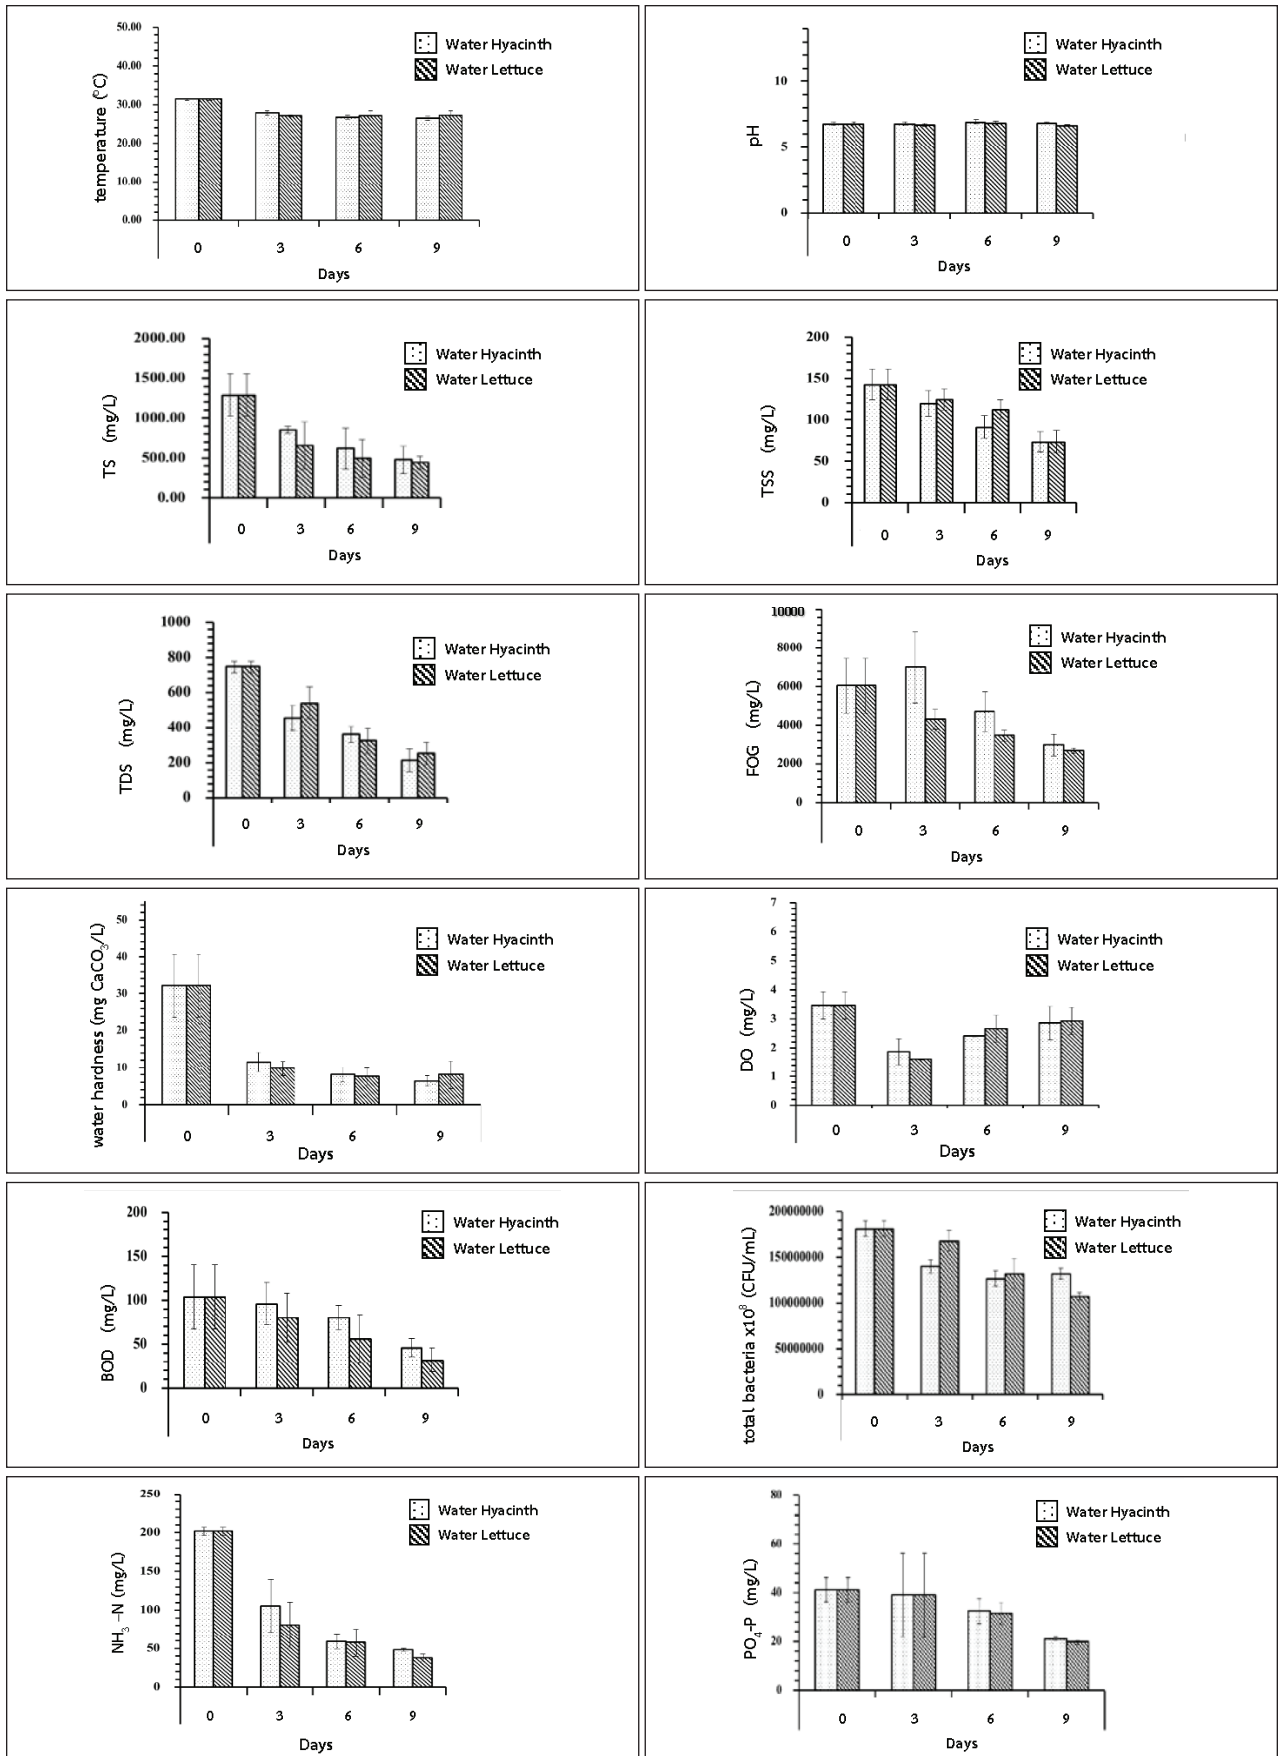 50.00
40.00
30.00
20.00
10.00
0.00
temperature (°C)
Water Hyacinth
Water Lettuce
0 3 6 9
Days
10
5
0
pH
Water Hyacinth
Water Lettuce
0 3 6 9
Days
2000.00
1500.00
1000.00
500.00
0.00
TS (mg/L)
Water Hyacinth
Water Lettuce
0 3 6 9
Days
200
150
100
50
0
TSS (mg/L)
Water Hyacinth
Water Lettuce
0 3 6 9
Days
1000
800
600
400
200
0
TDS (mg/L)
Water Hyacinth
Water Lettuce
0 3 6 9
Days
10000
8000
6000
4000
2000
0
FOG (mg/L)
Water Hyacinth
Water Lettuce
0 3 6 9
Days
50
40
30
20
10
0
water hardness (mg CaCO₃/L)
Water Hyacinth
Water Lettuce
0 3 6 9
Days
7
6
5
4
3
2
1
0
DO (mg/L)
Water Hyacinth
Water Lettuce
0 3 6 9
Days
200
150
100
50
0
BOD (mg/L)
Water Hyacinth
Water Lettuce
0 3 6 9
Days
200000000
150000000
100000000
50000000
0
total bacteria x10⁸ (CFU/mL)
Water Hyacinth
Water Lettuce
0 3 6 9
Days
250
200
150
100
50
0
NH₃ -N (mg/L)
Water Hyacinth
Water Lettuce
0 3 6 9
Days
80
60
40
20
0
PO₄-P (mg/L)
Water Hyacinth
Water Lettuce
0 3 6 9
Days